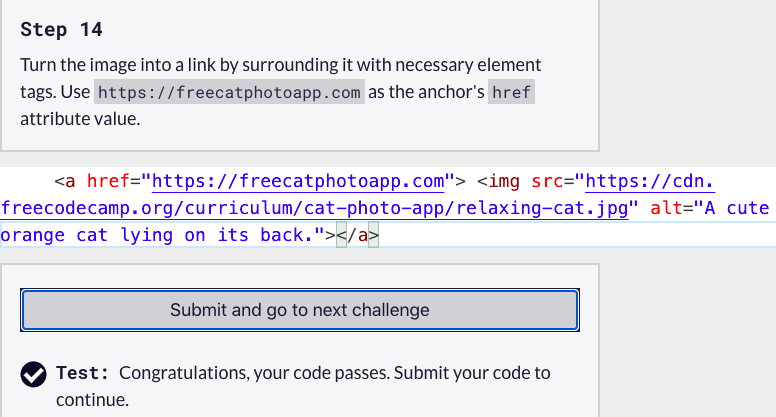 Step 14
Turn the image into a link by surrounding it with necessary element
tags. Use https://freecatphotoapp.com as the anchor's href
attribute value.
<a href="https://freecatphotoapp.com"> <img src="https://cdn.
freecodecamp.org/curriculum/cat-photo-app/relaxing-cat.jpg" alt="A cute
orange cat lying on its back."></a>
Submit and go to next challenge
Test: Congratulations, your code passes. Submit your code to
continue.